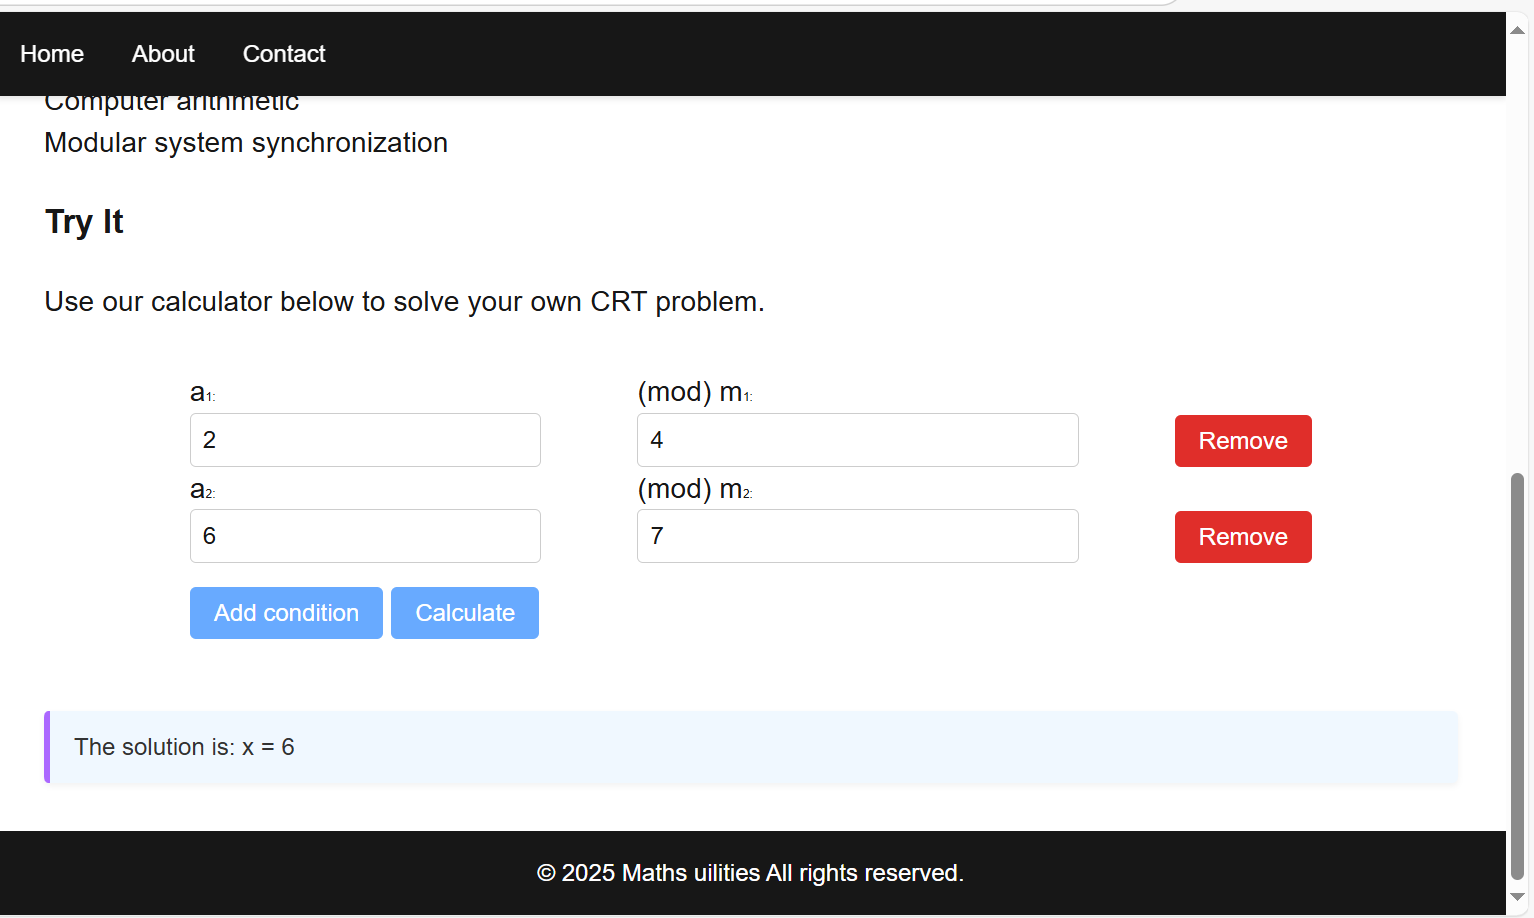 Home About Contact
Computer arithmetic
Modular system synchronization
Try It
Use our calculator below to solve your own CRT problem.
a1: (mod) m1:
2 4 Remove
a2: (mod) m2:
6 7 Remove
Add condition Calculate
The solution is: x = 6
© 2025 Maths uilities All rights reserved.